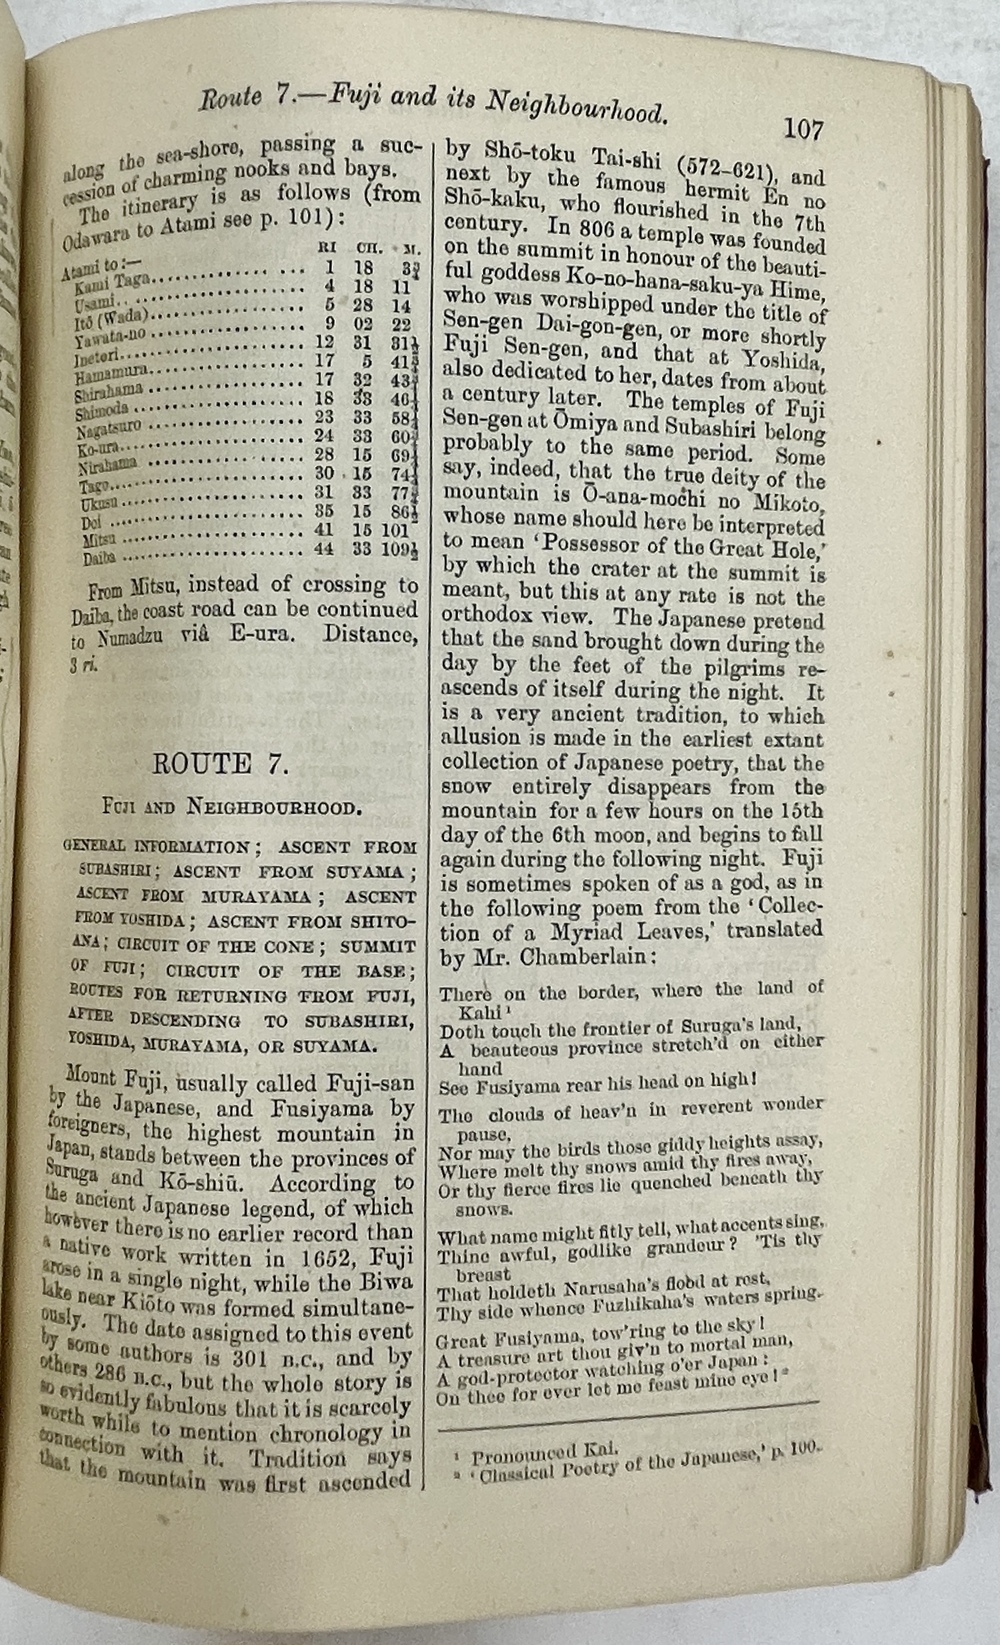 Route 7.—Fuji and its Neighbourhood.
107
along the sea-shore, passing a suc-
cession of charming nooks and bays.
The itinerary is as follows (from
Odawara to Atami see p. 101):
RI CH. M.
Atami to:—
Kami Taga 1 18 3¾
Usami 4 18 11
Itō (Wada) 5 28 14
Yawata-no 9 02 22
Inetori 12 31 31½
Hamamura 17 5 41¾
Shirahama 17 32 43
Shimoda 18 33 46
Nagatsuro 23 33 58
Ko-ura 24 33 60
Nirahama 28 15 69
Tago 30 15 74
Ukusu 31 33 77
Doi 35 15 86½
Mitsu 41 15 101
Daiba 44 33 109½
From Mitsu, instead of crossing to
Daiba, the coast road can be continued
to Numadzu viâ E-ura. Distance,
3 ri.
ROUTE 7.
FUJI AND NEIGHBOURHOOD.
GENERAL INFORMATION; ASCENT FROM
SUBASHIRI; ASCENT FROM SUYAMA;
ASCENT FROM MURAYAMA; ASCENT
FROM YOSHIDA; ASCENT FROM SHITO-
ANA; CIRCUIT OF THE CONE; SUMMIT
OF FUJI; CIRCUIT OF THE BASE;
ROUTES FOR RETURNING FROM FUJI,
AFTER DESCENDING TO SUBASHIRI,
YOSHIDA, MURAYAMA, OR SUYAMA.
Mount Fuji, usually called Fuji-san
by the Japanese, and Fusiyama by
foreigners, the highest mountain in
Japan, stands between the provinces of
Suruga and Kō-shiū. According to
the ancient Japanese legend, of which
however there is no earlier record than
a native work written in 1652, Fuji
arose in a single night, while the Biwa
lake near Kiōto was formed simultane-
ously. The date assigned to this event
by some authors is 301 B.C., and by
others 286 B.C., but the whole story is
so evidently fabulous that it is scarcely
worth while to mention chronology in
connection with it. Tradition says
that the mountain was first ascended
by Shō-toku Tai-shi (572–621), and
next by the famous hermit En no
Shō-kaku, who flourished in the 7th
century. In 806 a temple was founded
on the summit in honour of the beauti-
ful goddess Ko-no-hana-saku-ya Hime,
who was worshipped under the title of
Sen-gen Dai-gon-gen, or more shortly
Fuji Sen-gen, and that at Yoshida,
also dedicated to her, dates from about
a century later. The temples of Fuji
Sen-gen at Ōmiya and Subashiri belong
probably to the same period. Some
say, indeed, that the true deity of the
mountain is Ō-ana-mochi no Mikoto,
whose name should here be interpreted
to mean 'Possessor of the Great Hole,'
by which the crater at the summit is
meant, but this at any rate is not the
orthodox view. The Japanese pretend
that the sand brought down during the
day by the feet of the pilgrims re-
ascends of itself during the night. It
is a very ancient tradition, to which
allusion is made in the earliest extant
collection of Japanese poetry, that the
snow entirely disappears from the
mountain for a few hours on the 15th
day of the 6th moon, and begins to fall
again during the following night. Fuji
is sometimes spoken of as a god, as in
the following poem from the 'Collec-
tion of a Myriad Leaves,' translated
by Mr. Chamberlain:
There on the border, where the land of
Kahi¹
Doth touch the frontier of Suruga's land,
A beauteous province stretch'd on either
hand
See Fusiyama rear his head on high!
The clouds of heav'n in reverent wonder
pause,
Nor may the birds those giddy heights assay,
Where melt thy snows amid thy fires away,
Or thy fierce fires lie quenched beneath thy
snows.
What name might fitly tell, what accents sing,
Thine awful, godlike grandeur? 'Tis thy
breast
That holdeth Narusaha's flood at rest,
Thy side whence Fuzhikaha's waters spring.
Great Fusiyama, tow'ring to the sky!
A treasure art thou giv'n to mortal man,
A god-protector watching o'er Japan:
On thee for ever let me feast mine eye!²
¹ Pronounced Kai.
² 'Classical Poetry of the Japanese,' p. 100.